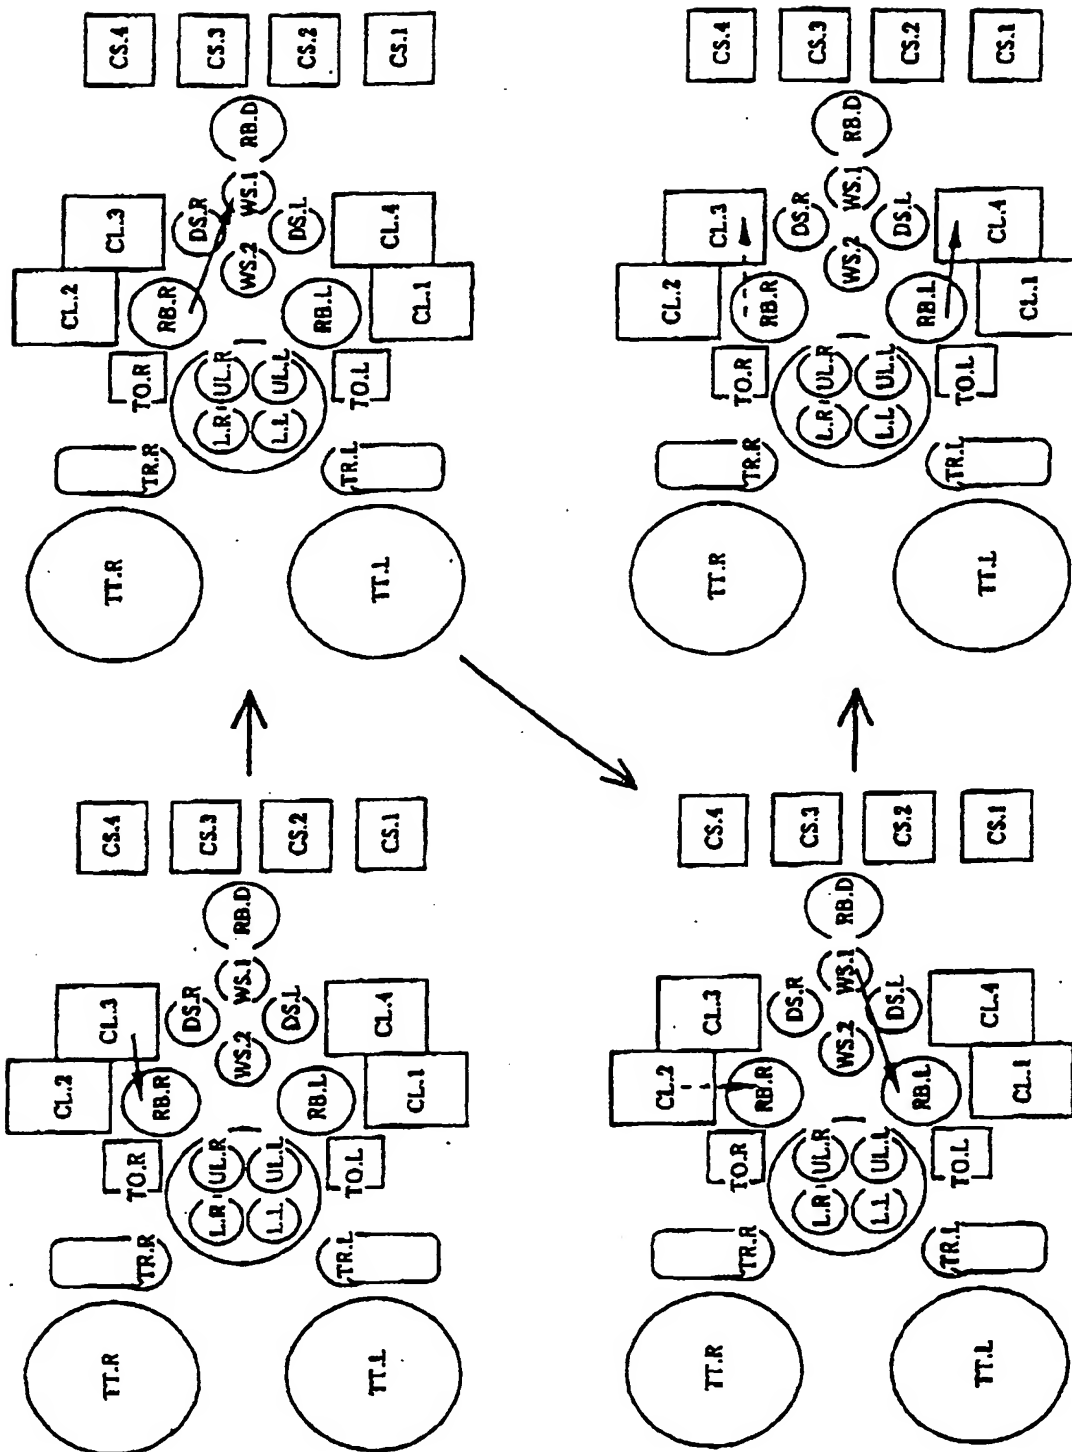 CL.2
TT.R
CL.3
CS.4
TO.R
TR.R
RB.R
DS.R
L.R
UL.R
CS.3
WS.2
WS.1
RB.D
L.L
UL.L
DS.L
CS.2
RB.L
TR.L
TO.L
TT.L
CL.4
CS.1
CL.1
CL.2
TT.R
CL.3
CS.4
TO.R
TR.R
RB.R
DS.R
L.R
UL.R
CS.3
WS.2
WS.1
RB.D
L.L
UL.L
DS.L
CS.2
RB.L
TR.L
TO.L
TT.L
CL.4
CS.1
CL.1
CL.2
TT.R
CL.3
CS.4
TO.R
TR.R
RB.R
DS.R
L.R
UL.R
CS.3
WS.2
WS.1
RB.D
L.L
UL.L
DS.L
CS.2
RB.L
TR.L
TO.L
TT.L
CL.4
CS.1
CL.1
CL.2
TT.R
CL.3
CS.4
TO.R
TR.R
RB.R
DS.R
L.R
UL.R
CS.3
WS.2
WS.1
RB.D
L.L
UL.L
DS.L
CS.2
RB.L
TR.L
TO.L
TT.L
CL.4
CS.1
CL.1